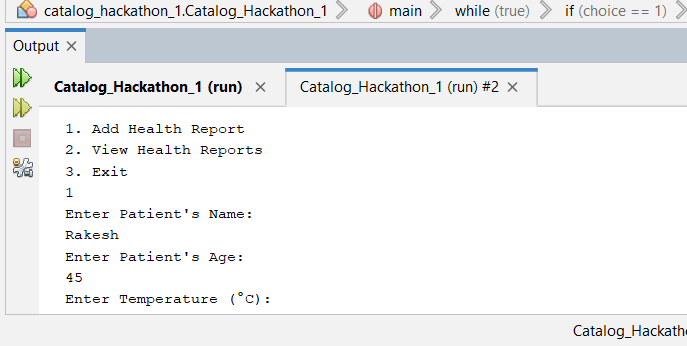 catalog_hackathon_1.Catalog_Hackathon_1 main while (true) if (choice == 1)
Output
Catalog_Hackathon_1 (run) Catalog_Hackathon_1 (run) #2
1. Add Health Report
2. View Health Reports
3. Exit
1
Enter Patient's Name:
Rakesh
Enter Patient's Age:
45
Enter Temperature (°C):
Catalog_Hackath